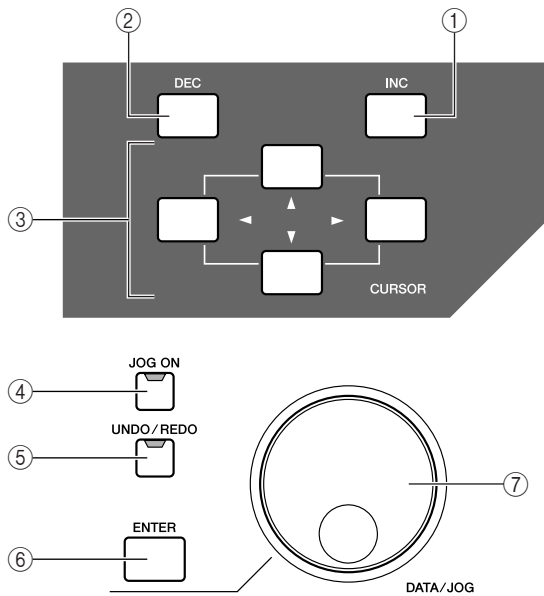 ② ①
DEC INC
③
CURSOR
JOG ON
④
UNDO/REDO
⑤ ⑦
ENTER
⑥
DATA/JOG